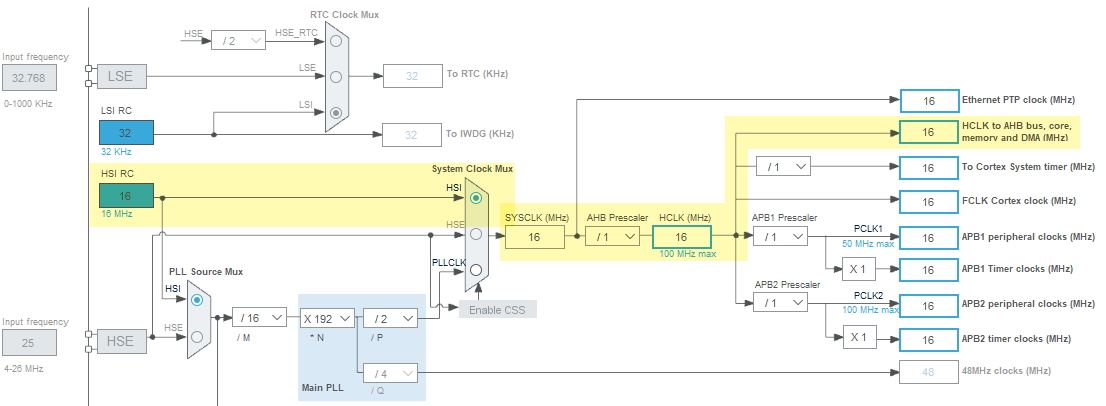 RTC Clock Mux
HSE
/ 2
HSE_RTC
Input frequency
32.768
0-1000 KHz
LSE
LSE
32
To RTC (KHz)
LSI RC
32
32 KHz
LSI
32
To IWDG (KHz)
HSI RC
16
16 MHz
System Clock Mux
HSI
HSE
PLLCLK
Enable CSS
SYSCLK (MHz)
16
AHB Prescaler
/ 1
HCLK (MHz)
16
100 MHz max
16
Ethernet PTP clock (MHz)
16
HCLK to AHB bus, core,
memory and DMA (MHz)
/ 1
16
To Cortex System timer (MHz)
16
FCLK Cortex clock (MHz)
APB1 Prescaler
/ 1
PCLK1
50 MHz max
16
APB1 peripheral clocks (MHz)
X 1
16
APB1 Timer clocks (MHz)
APB2 Prescaler
/ 1
PCLK2
100 MHz max
16
APB2 peripheral clocks (MHz)
X 1
16
APB2 timer clocks (MHz)
PLL Source Mux
HSI
HSE
Input frequency
25
4-26 MHz
HSE
/ 16
/ M
X 192
* N
/ 2
/ P
/ 4
/ Q
Main PLL
48
48MHz clocks (MHz)